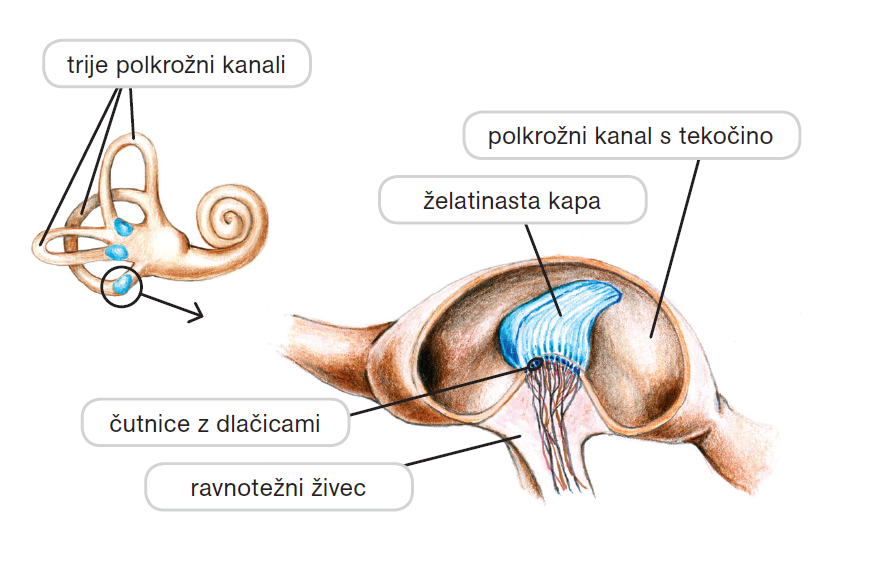 trije polkrožni kanali
polkrožni kanal s tekočino
želatinasta kapa
čutnice z dlačicami
ravnotežni živec